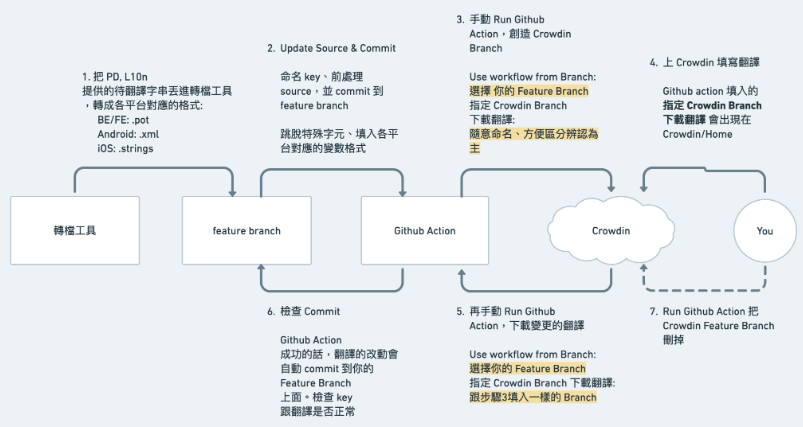 1. 把 PD, L10n
提供的待翻譯字串丟進轉檔工具
，轉成各平台對應的格式:
BE/FE: .pot
Android: .xml
iOS: .strings
2. Update Source & Commit
命名 key、前處理
source，並 commit 到
feature branch
跳脫特殊字元、填入各平
台對應的變數格式
3. 手動 Run Github
Action，創造 Crowdin
Branch
Use workflow from Branch:
選擇 你的 Feature Branch
指定 Crowdin Branch
下載翻譯:
隨意命名、方便區分辨認為
主
4. 上 Crowdin 填寫翻譯
Github action 填入的
指定 Crowdin Branch
下載翻譯 會出現在
Crowdin/Home
轉檔工具
feature branch
Github Action
Crowdin
You
6. 檢查 Commit
Github Action
成功的話，翻譯的改動會
自動 commit 到你的
Feature Branch
上面。檢查 key
跟翻譯是否正常
5. 再手動 Run Github
Action，下載變更的翻譯
Use workflow from Branch:
選擇你的 Feature Branch
指定 Crowdin Branch 下載翻譯:
跟步驟3填入一樣的 Branch
7. Run Github Action 把
Crowdin Feature Branch
刪掉